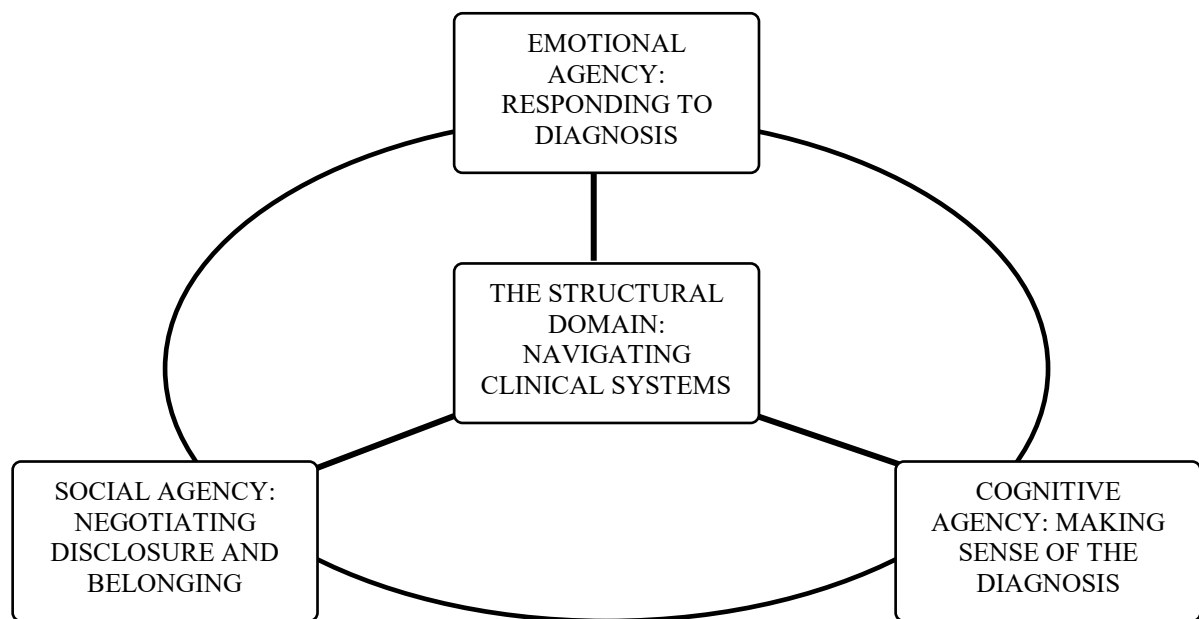 EMOTIONAL
AGENCY:
RESPONDING TO
DIAGNOSIS
THE STRUCTURAL
DOMAIN:
NAVIGATING
CLINICAL SYSTEMS
SOCIAL AGENCY:
NEGOTIATING
DISCLOSURE AND
BELONGING
COGNITIVE
AGENCY: MAKING
SENSE OF THE
DIAGNOSIS